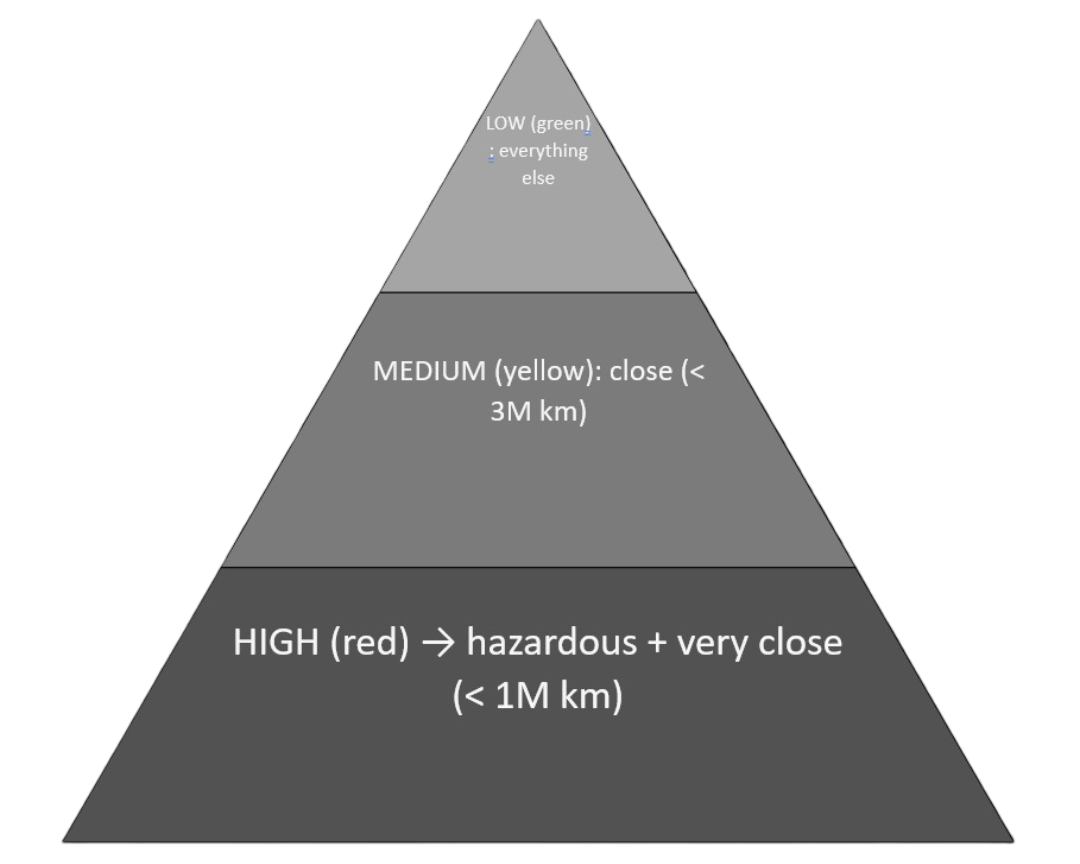 LOW (green)
: everything
else
MEDIUM (yellow): close (<
3M km)
HIGH (red) → hazardous + very close
(< 1M km)